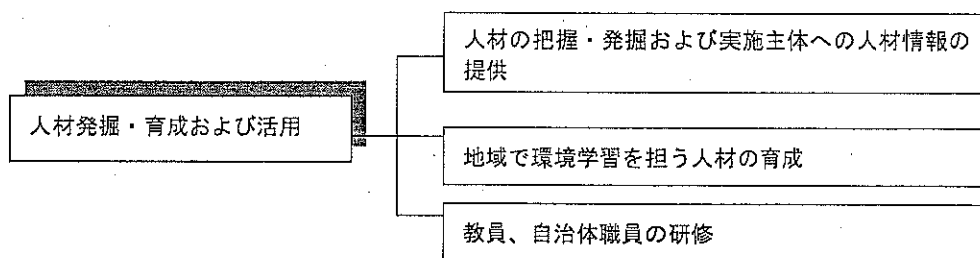 人材発掘・育成および活用
人材の把握・発掘および実施主体への人材情報の
提供
地域で環境学習を担う人材の育成
教員、自治体職員の研修